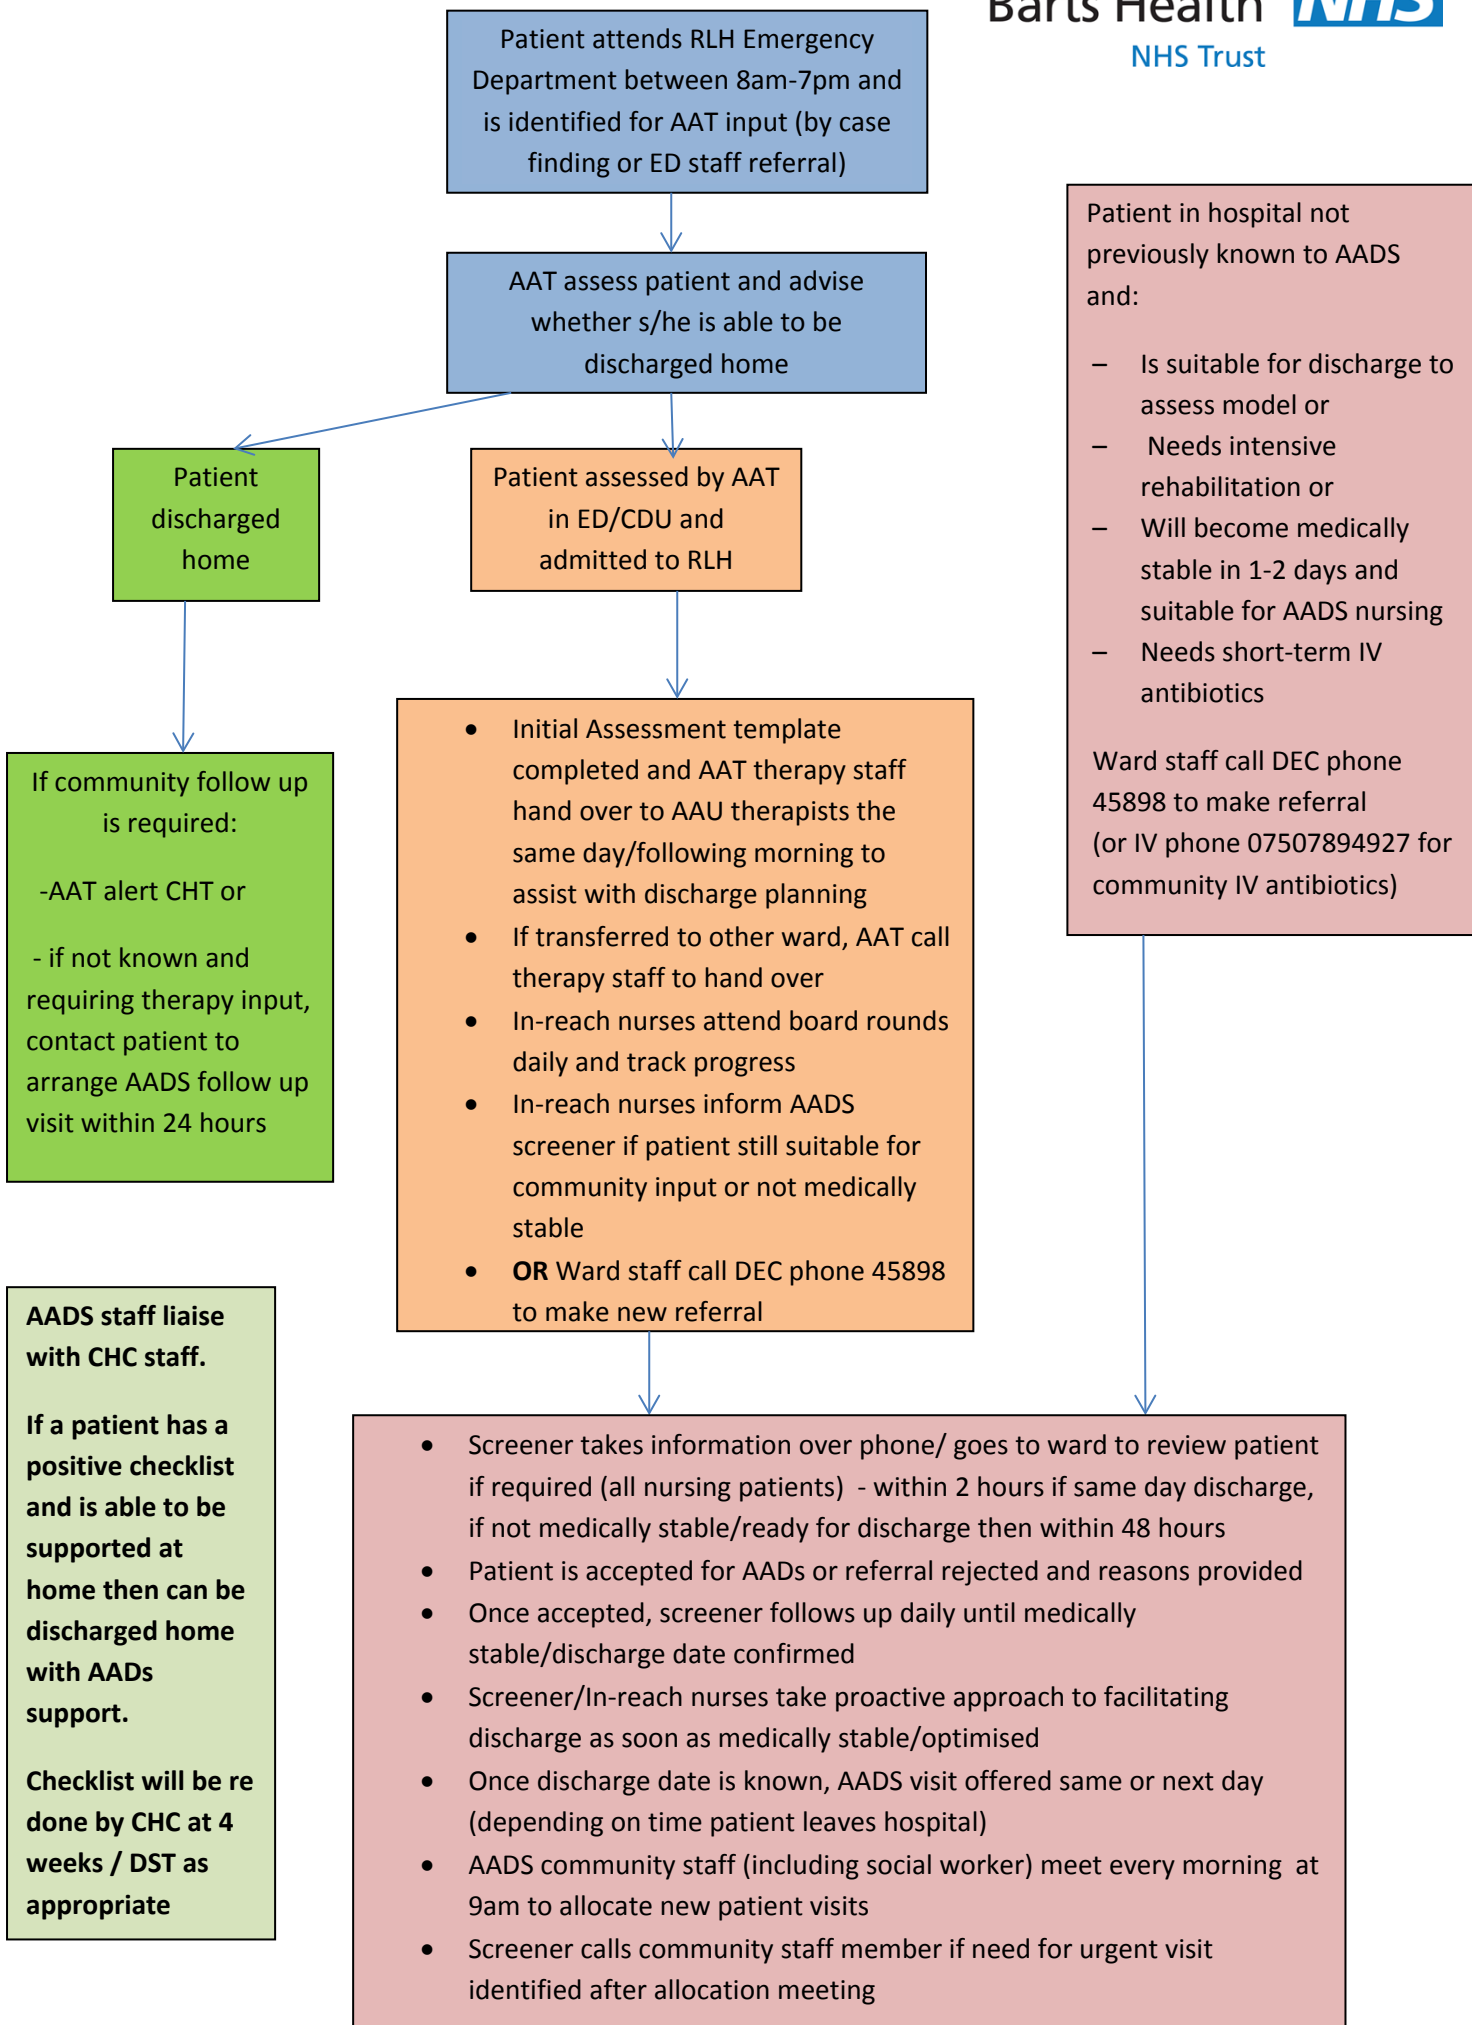 Barts Health NHS
NHS Trust
Patient attends RLH Emergency
Department between 8am-7pm and
is identified for AAT input (by case
finding or ED staff referral)
AAT assess patient and advise
whether s/he is able to be
discharged home
Patient
discharged
home
Patient assessed by AAT
in ED/CDU and
admitted to RLH
If community follow up
is required:
-AAT alert CHT or
- if not known and
requiring therapy input,
contact patient to
arrange AADS follow up
visit within 24 hours
• Initial Assessment template
completed and AAT therapy staff
hand over to AAU therapists the
same day/following morning to
assist with discharge planning
• If transferred to other ward, AAT call
therapy staff to hand over
• In-reach nurses attend board rounds
daily and track progress
• In-reach nurses inform AADS
screener if patient still suitable for
community input or not medically
stable
• OR Ward staff call DEC phone 45898
to make new referral
Patient in hospital not
previously known to AADS
and:
– Is suitable for discharge to
assess model or
– Needs intensive
rehabilitation or
– Will become medically
stable in 1-2 days and
suitable for AADS nursing
– Needs short-term IV
antibiotics
Ward staff call DEC phone
45898 to make referral
(or IV phone 07507894927 for
community IV antibiotics)
AADS staff liaise
with CHC staff.
If a patient has a
positive checklist
and is able to be
supported at
home then can be
discharged home
with AADs
support.
Checklist will be re
done by CHC at 4
weeks / DST as
appropriate
• Screener takes information over phone/ goes to ward to review patient
if required (all nursing patients) - within 2 hours if same day discharge,
if not medically stable/ready for discharge then within 48 hours
• Patient is accepted for AADs or referral rejected and reasons provided
• Once accepted, screener follows up daily until medically
stable/discharge date confirmed
• Screener/In-reach nurses take proactive approach to facilitating
discharge as soon as medically stable/optimised
• Once discharge date is known, AADS visit offered same or next day
(depending on time patient leaves hospital)
• AADS community staff (including social worker) meet every morning at
9am to allocate new patient visits
• Screener calls community staff member if need for urgent visit
identified after allocation meeting